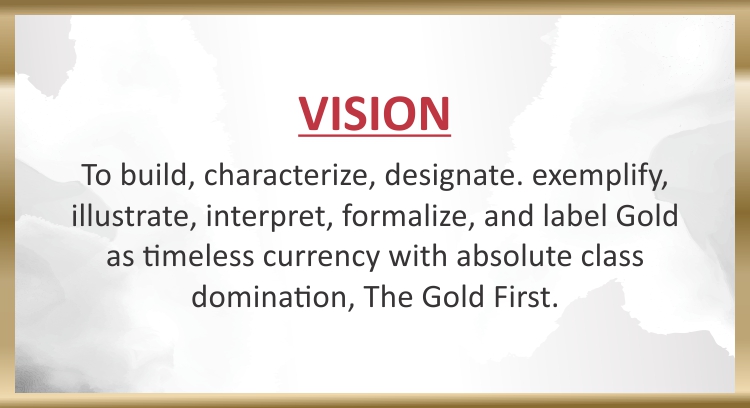 VISION
To build, characterize, designate. exemplify,
illustrate, interpret, formalize, and label Gold
as timeless currency with absolute class
domination, The Gold First.